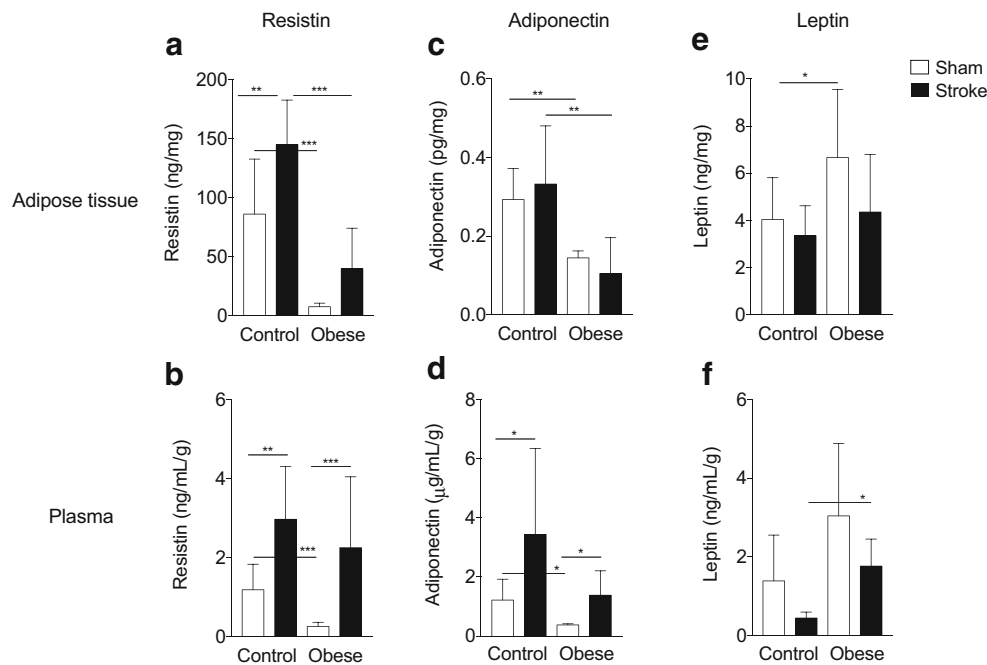 Resistin
Adiponectin
Leptin
Sham
Stroke
Adipose tissue
Plasma
a
Resistin (ng/mg)
200
150
100
50
0
**
***
***
Control Obese
c
Adiponectin (pg/mg)
0.6
0.4
0.2
0.0
**
**
Control Obese
e
Leptin (ng/mg)
10
8
6
4
2
0
*
Control Obese
b
Resistin (ng/mL/g)
6
4
2
0
**
***
***
Control Obese
d
Adiponectin (μg/mL/g)
8
6
4
2
0
*
*
*
Control Obese
f
Leptin (ng/mL/g)
6
4
2
0
*
Control Obese